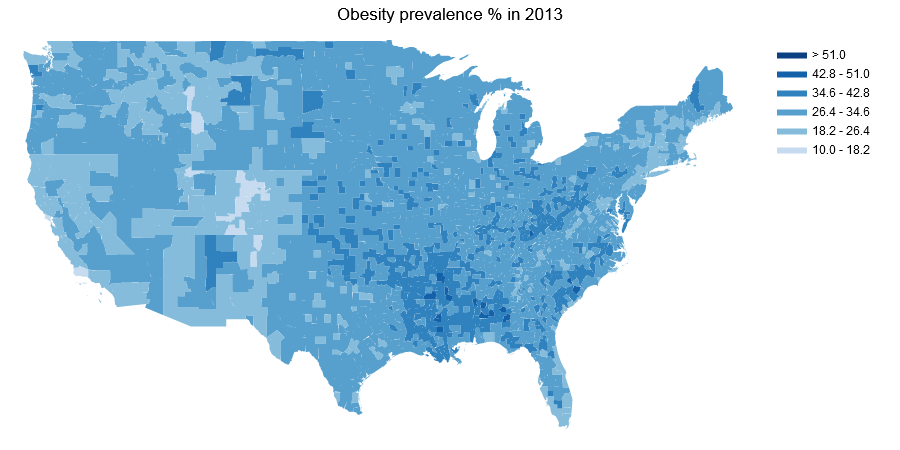 Obesity prevalence % in 2013
> 51.0
42.8 - 51.0
34.6 - 42.8
26.4 - 34.6
18.2 - 26.4
10.0 - 18.2